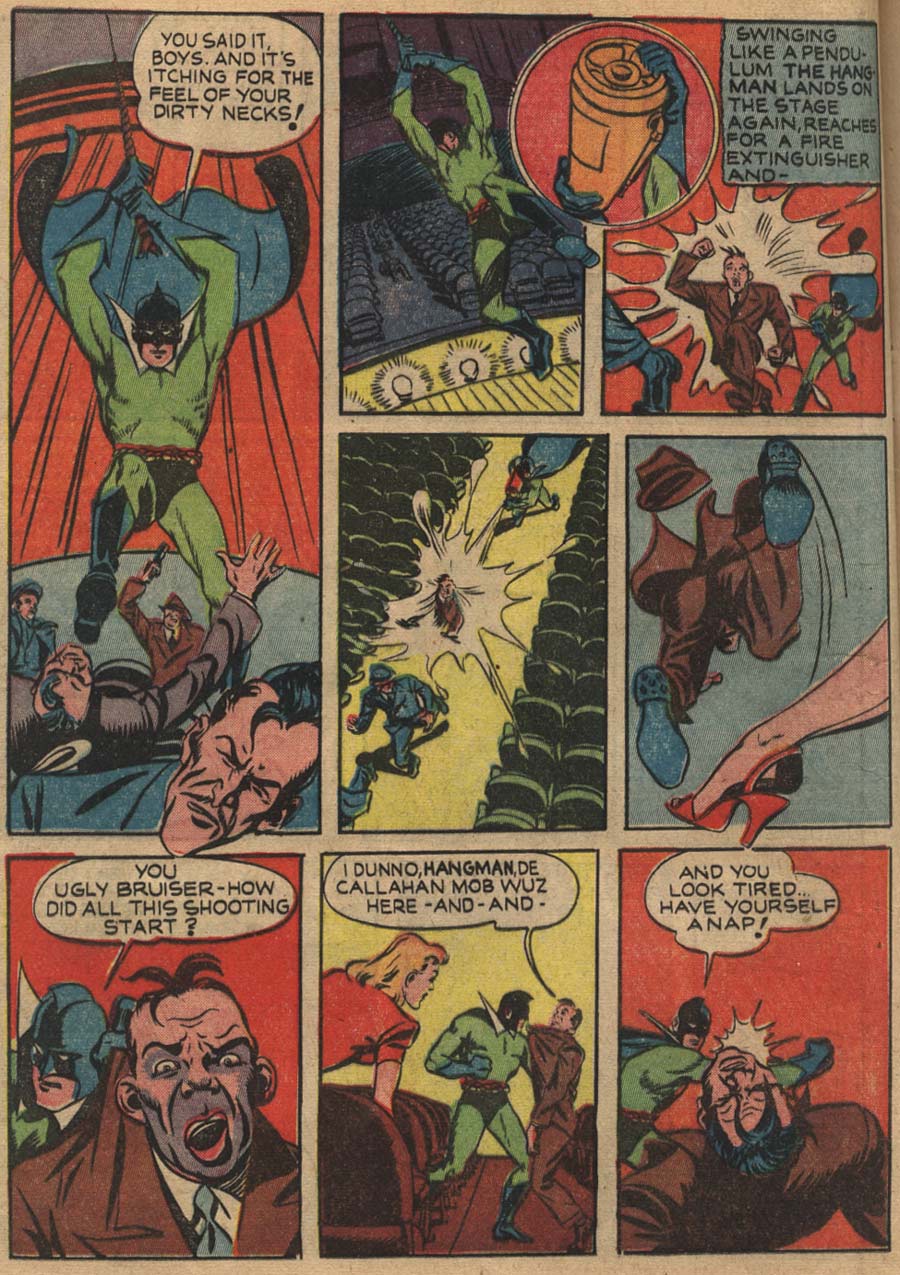 YOU SAID IT,
BOYS. AND IT'S
ITCHING FOR THE
FEEL OF YOUR
DIRTY NECKS!
SWINGING
LIKE A PENDU-
LUM THE HANG-
MAN LANDS ON
THE STAGE
AGAIN, REACHES
FOR A FIRE
EXTINGUISHER
AND-
YOU
UGLY BRUISER-HOW
DID ALL THIS SHOOTING
START?
I DUNNO, HANGMAN, DE
CALLAHAN MOB WUZ
HERE -AND-AND-
AND YOU
LOOK TIRED...
HAVE YOURSELF
A NAP!